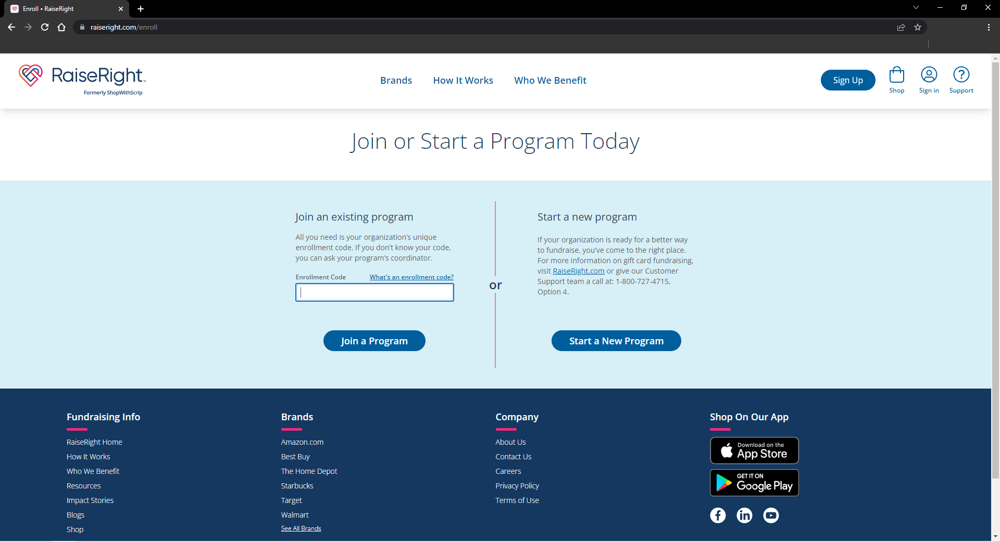 Enroll • RaiseRight
raiseright.com/enroll
RaiseRight™
Formerly ShopWithScrip
Brands
How It Works
Who We Benefit
Sign Up
Shop
Sign in
Support
Join or Start a Program Today
Join an existing program
All you need is your organization's unique
enrollment code. If you don't know your code,
you can ask your program's coordinator.
Enrollment Code
What's an enrollment code?
Join a Program
or
Start a new program
If your organization is ready for a better way
to fundraise, you've come to the right place.
For more information on gift card fundraising,
visit RaiseRight.com or give our Customer
Support team a call at: 1-800-727-4715,
Option 4.
Start a New Program
Fundraising Info
RaiseRight Home
How It Works
Who We Benefit
Resources
Impact Stories
Blogs
Shop
Brands
Amazon.com
Best Buy
The Home Depot
Starbucks
Target
Walmart
See All Brands
Company
About Us
Contact Us
Careers
Privacy Policy
Terms of Use
Shop On Our App
Download on the
App Store
GET IT ON
Google Play